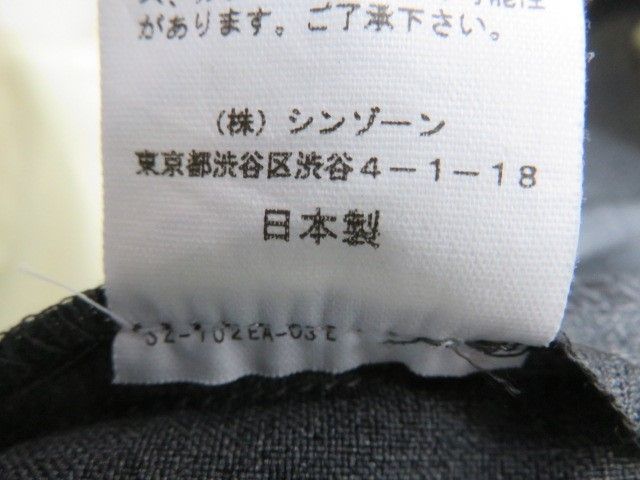 があります。ご了承下さい。
（株）シンゾーン
東京都渋谷区渋谷４－１－１８
日本製